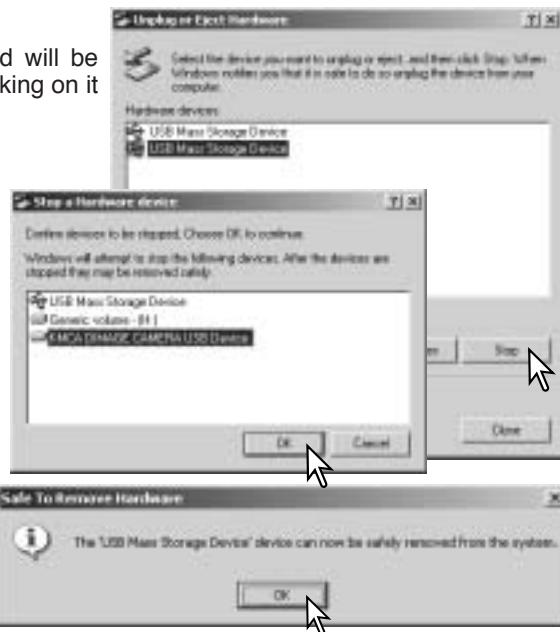 d will be
king on it
Unplug or Eject Hardware
Select the device you want to unplug or eject, and then click Stop. When
Windows notifies you that it is safe to do so unplug the device from your
computer.
Hardware devices:
USB Mass Storage Device
USB Mass Storage Device
Stop
Close
Stop a Hardware device
Confirm devices to be stopped, Choose OK to continue.
Windows will attempt to stop the following devices. After the devices are
stopped they may be removed safely.
USB Mass Storage Device
Generic volume - (H:)
KMCA DIMAGE CAMERA USB Device
OK Cancel
Safe To Remove Hardware
The 'USB Mass Storage Device' device can now be safely removed from the system.
OK